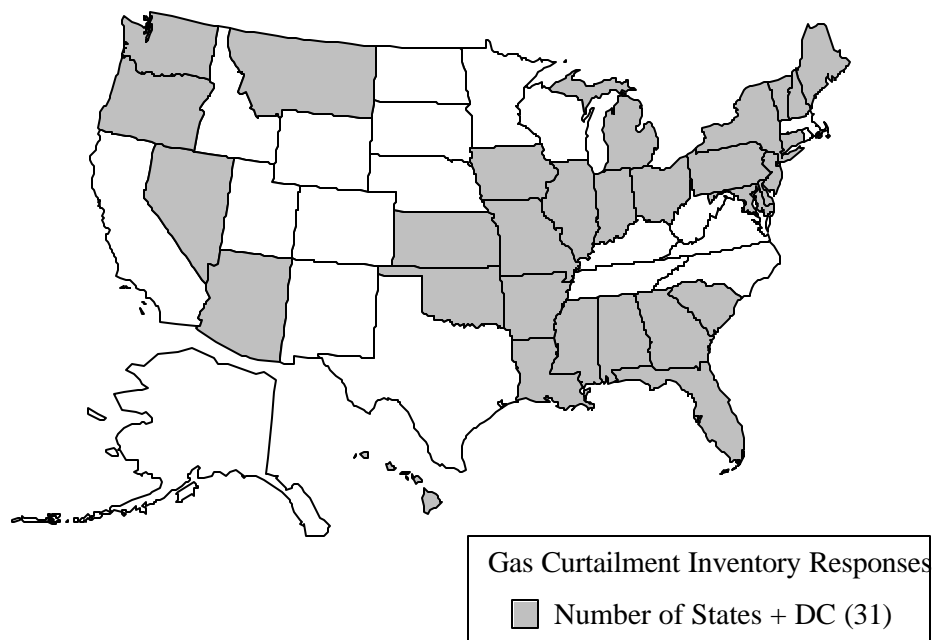 Gas Curtailment Inventory Responses
Number of States + DC (31)